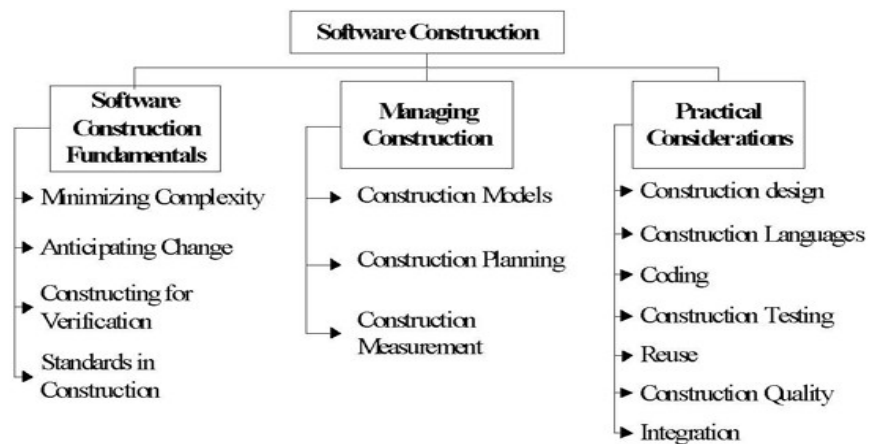 Software Construction
Software
Construction
Fundamentals
Minimizing Complexity
Anticipating Change
Constructing for
Verification
Standards in
Construction
Managing
Construction
Construction Models
Construction Planning
Construction
Measurement
Practical
Considerations
Construction design
Construction Languages
Coding
Construction Testing
Reuse
Construction Quality
Integration